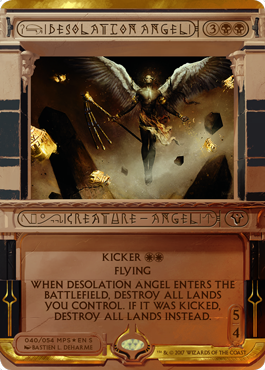 DESOLATION ANGEL 3
CREATURE – ANGEL
KICKER
FLYING
WHEN DESOLATION ANGEL ENTERS THE
BATTLEFIELD, DESTROY ALL LANDS
YOU CONTROL. IF IT WAS KICKED,
DESTROY ALL LANDS INSTEAD.
5
4
040/054 MPS • EN S
BASTIEN L. DEHARME
™ & © 2017 WIZARDS OF THE COAST